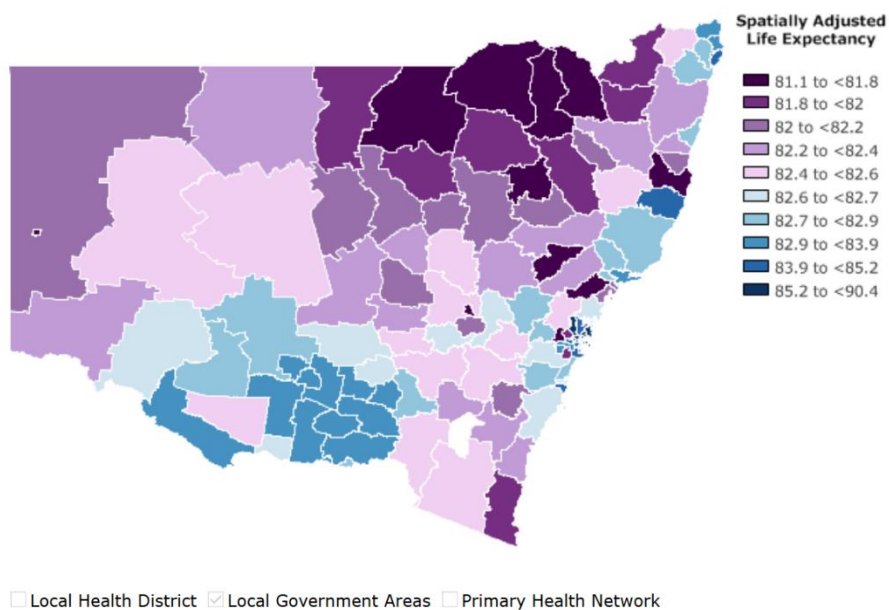 Spatially Adjusted
Life Expectancy
81.1 to <81.8
81.8 to <82
82 to <82.2
82.2 to <82.4
82.4 to <82.6
82.6 to <82.7
82.7 to <82.9
82.9 to <83.9
83.9 to <85.2
85.2 to <90.4
Local Health District Local Government Areas Primary Health Network